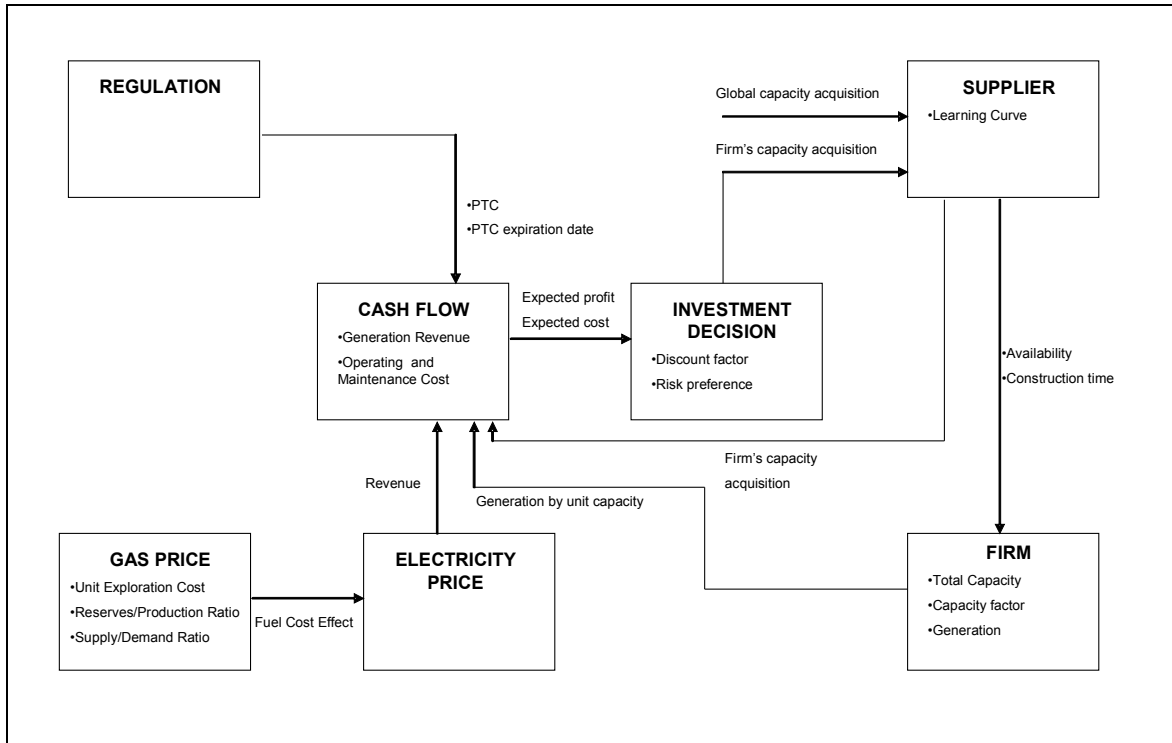 REGULATION
Global capacity acquisition
SUPPLIER
•Learning Curve
Firm's capacity acquisition
•PTC
•PTC expiration date
CASH FLOW
•Generation Revenue
•Operating and
Maintenance Cost
Expected profit
Expected cost
INVESTMENT
DECISION
•Discount factor
•Risk preference
•Availability
•Construction time
Revenue
Generation by unit capacity
Firm's capacity
acquisition
GAS PRICE
•Unit Exploration Cost
•Reserves/Production Ratio
•Supply/Demand Ratio
Fuel Cost Effect
ELECTRICITY
PRICE
FIRM
•Total Capacity
•Capacity factor
•Generation